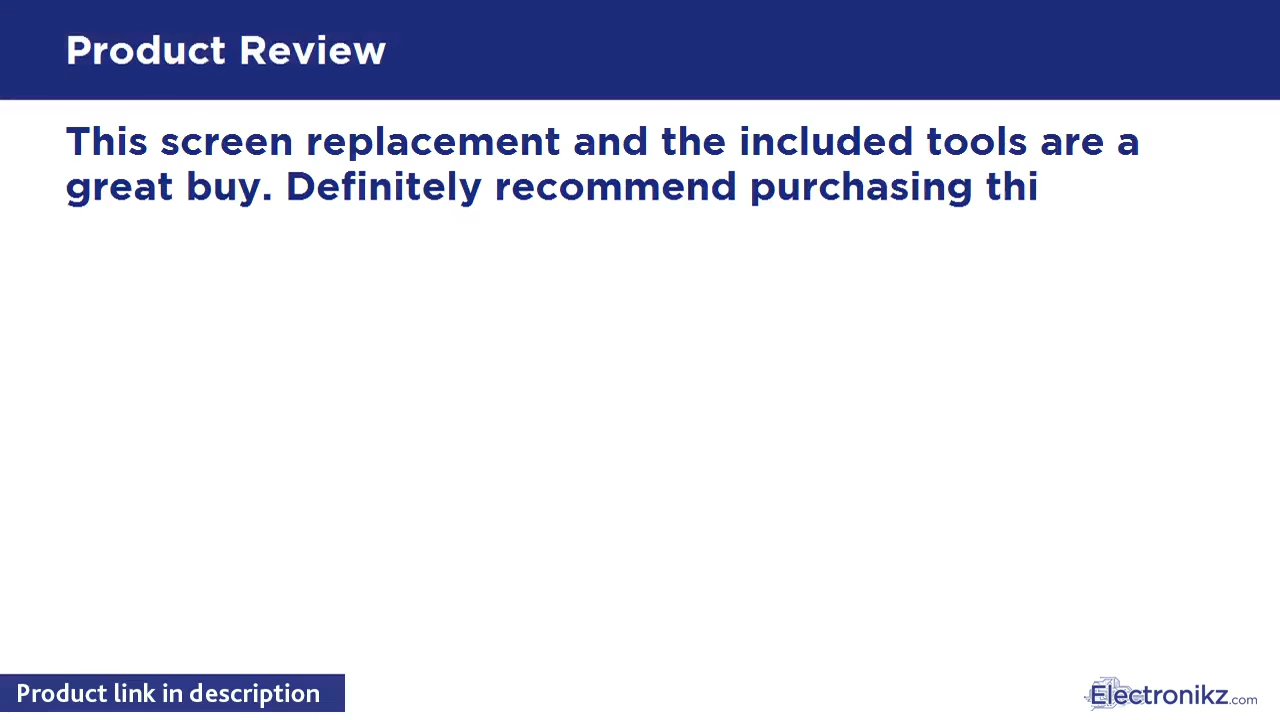 Product Review
This screen replacement and the included tools are a
great buy. Definitely recommend purchasing thi
Product link in description
Electronikz.com